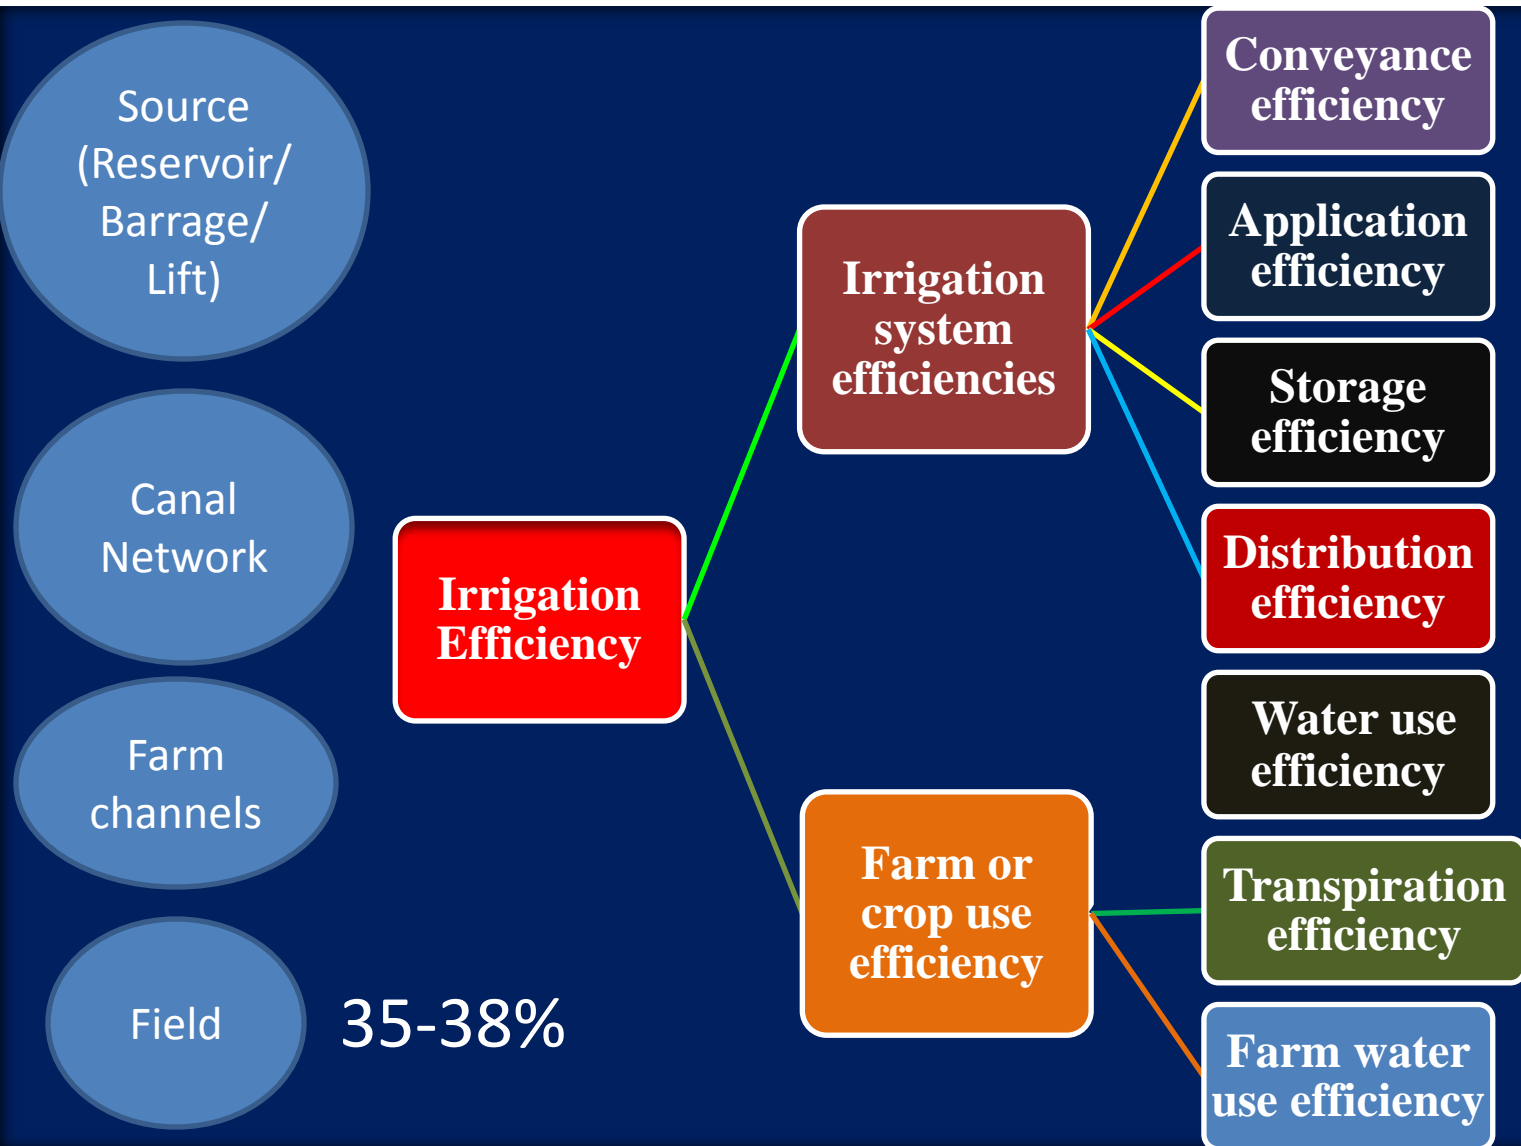 Source
(Reservoir/
Barrage/
Lift)
Canal
Network
Farm
channels
Field
35-38%
Irrigation
Efficiency
Irrigation
system
efficiencies
Farm or
crop use
efficiency
Conveyance
efficiency
Application
efficiency
Storage
efficiency
Distribution
efficiency
Water use
efficiency
Transpiration
efficiency
Farm water
use efficiency